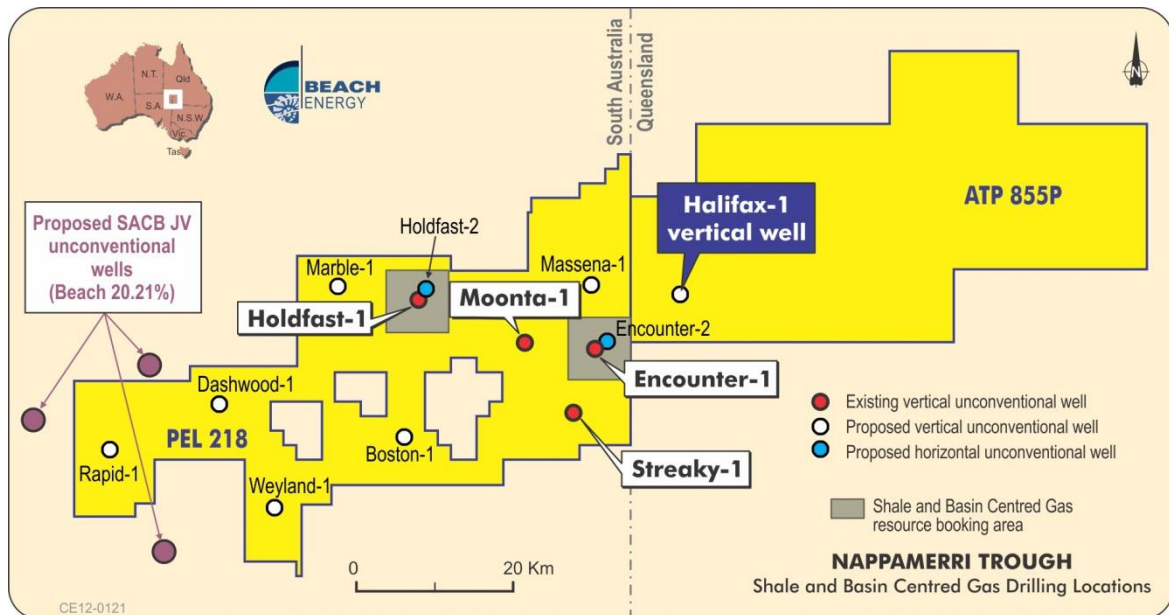 N.T.
Qld
W.A.
S.A.
N.S.W.
Vic.
Tas.
BEACH
ENERGY
South Australia
Queensland
N
ATP 855P
Halifax-1
vertical well
Proposed SACB JV
unconventional
wells
(Beach 20.21%)
Holdfast-2
Marble-1
Massena-1
Holdfast-1
Moonta-1
Encounter-2
Encounter-1
Dashwood-1
PEL 218
Boston-1
Rapid-1
Weyland-1
Streaky-1
Existing vertical unconventional well
Proposed vertical unconventional well
Proposed horizontal unconventional well
Shale and Basin Centred Gas
resource booking area
0 20 Km
NAPPAMERRI TROUGH
Shale and Basin Centred Gas Drilling Locations
CE12-0121